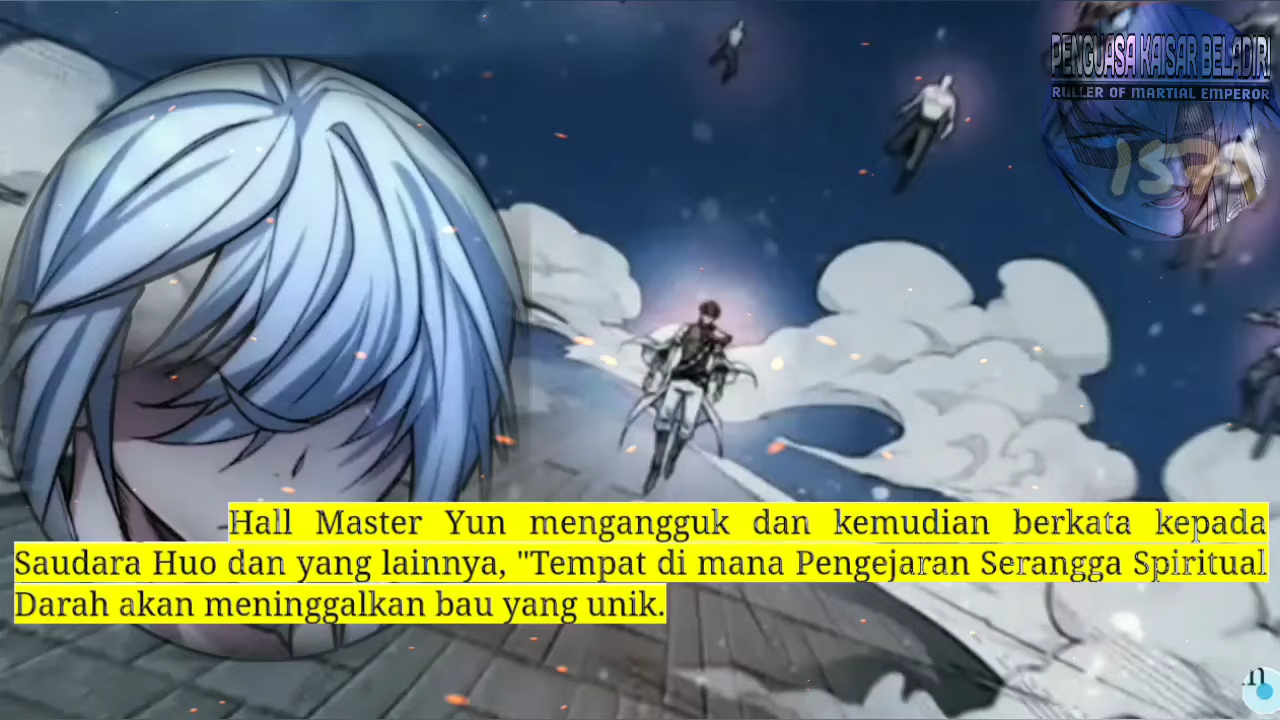 PENGUASA KAISAR BELADIRI
RULLER OF MARTIAL EMPEROR
Hall Master Yun mengangguk dan kemudian berkata kepada
Saudara Huo dan yang lainnya, "Tempat di mana Pengejaran Serangga Spiritual
Darah akan meninggalkan bau yang unik.